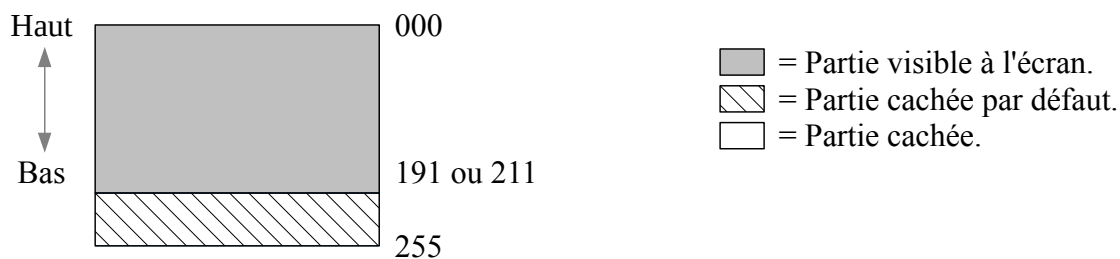 Haut
000
Bas
191 ou 211
255
= Partie visible à l'écran.
= Partie cachée par défaut.
= Partie cachée.